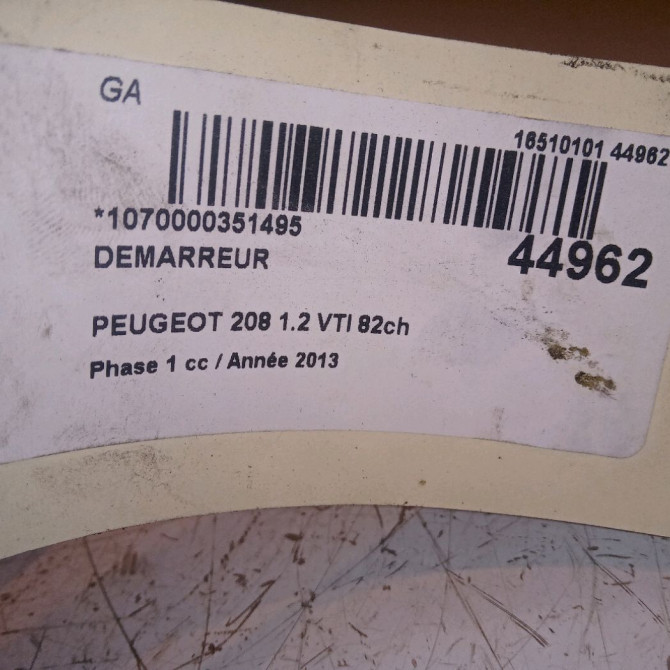 GA
16510101 44962
*1070000351495
44962
DEMARREUR
PEUGEOT 208 1.2 VTI 82ch
Phase 1 cc / Année 2013